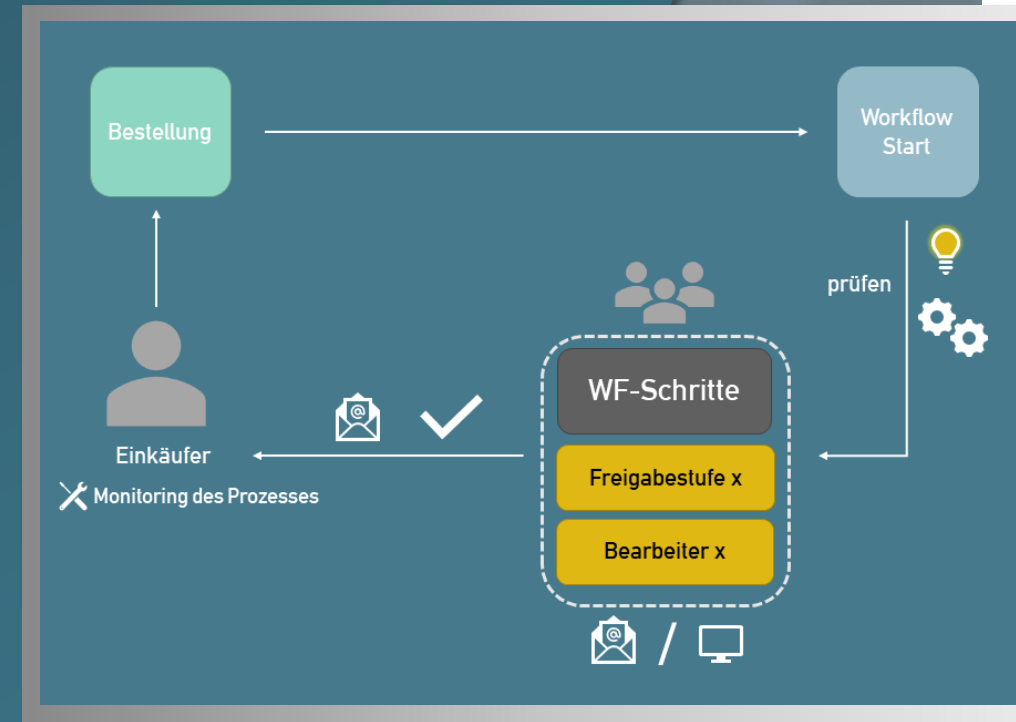 Bestellung
Workflow
Start
prüfen
WF-Schritte
Einkäufer
Freigabestufe x
Monitoring des Prozesses
Bearbeiter x
@
@
/